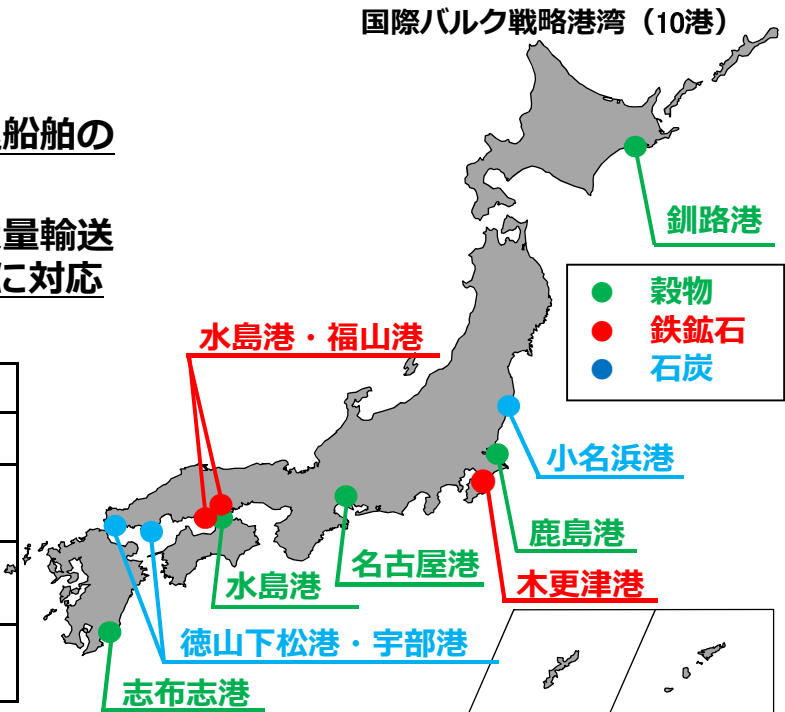 国際バルク戦略港湾（10港）
船舶の
量輸送
に対応
釧路港
穀物
鉄鉱石
石炭
水島港・福山港
小名浜港
鹿島港
名古屋港
木更津港
水島港
徳山下松港・宇部港
志布志港